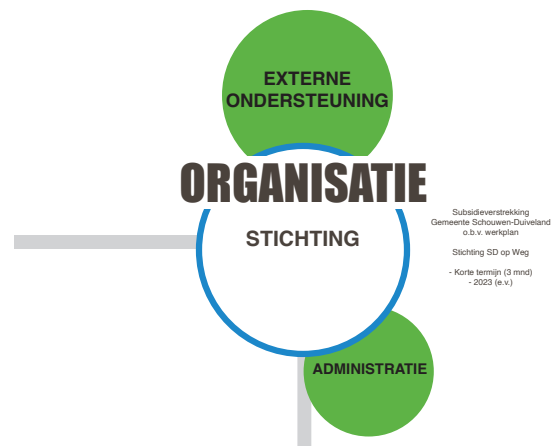 EXTERNE
ONDERSTEUNING
ORGANISATIE
STICHTING
Subsidieverstrekking
Gemeente Schouwen-Duiveland
o.b.v. werkplan
Stichting SD op Weg
- Korte termijn (3 mnd)
- 2023 (e.v.)
ADMINISTRATIE